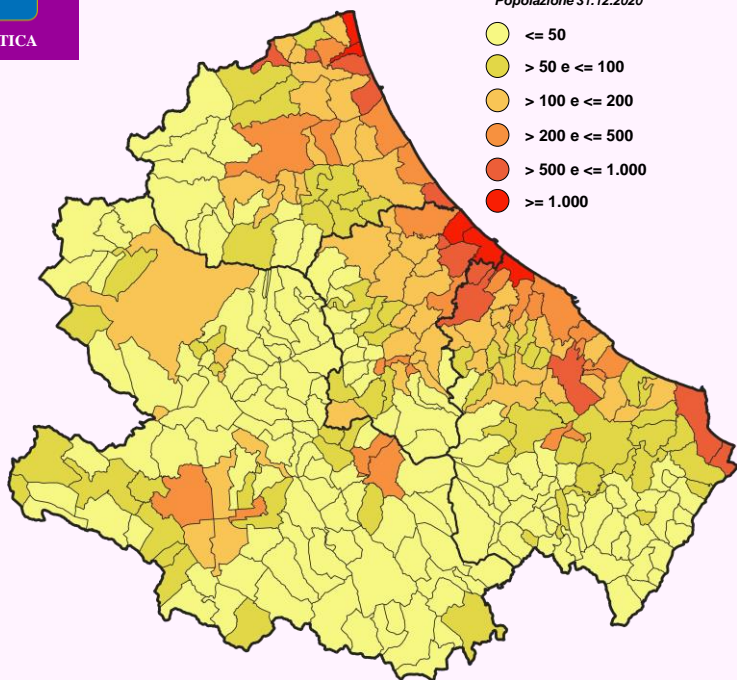 TICA
Popolazione 31.12.2020
<= 50
> 50 e <= 100
> 100 e <= 200
> 200 e <= 500
> 500 e <= 1.000
>= 1.000